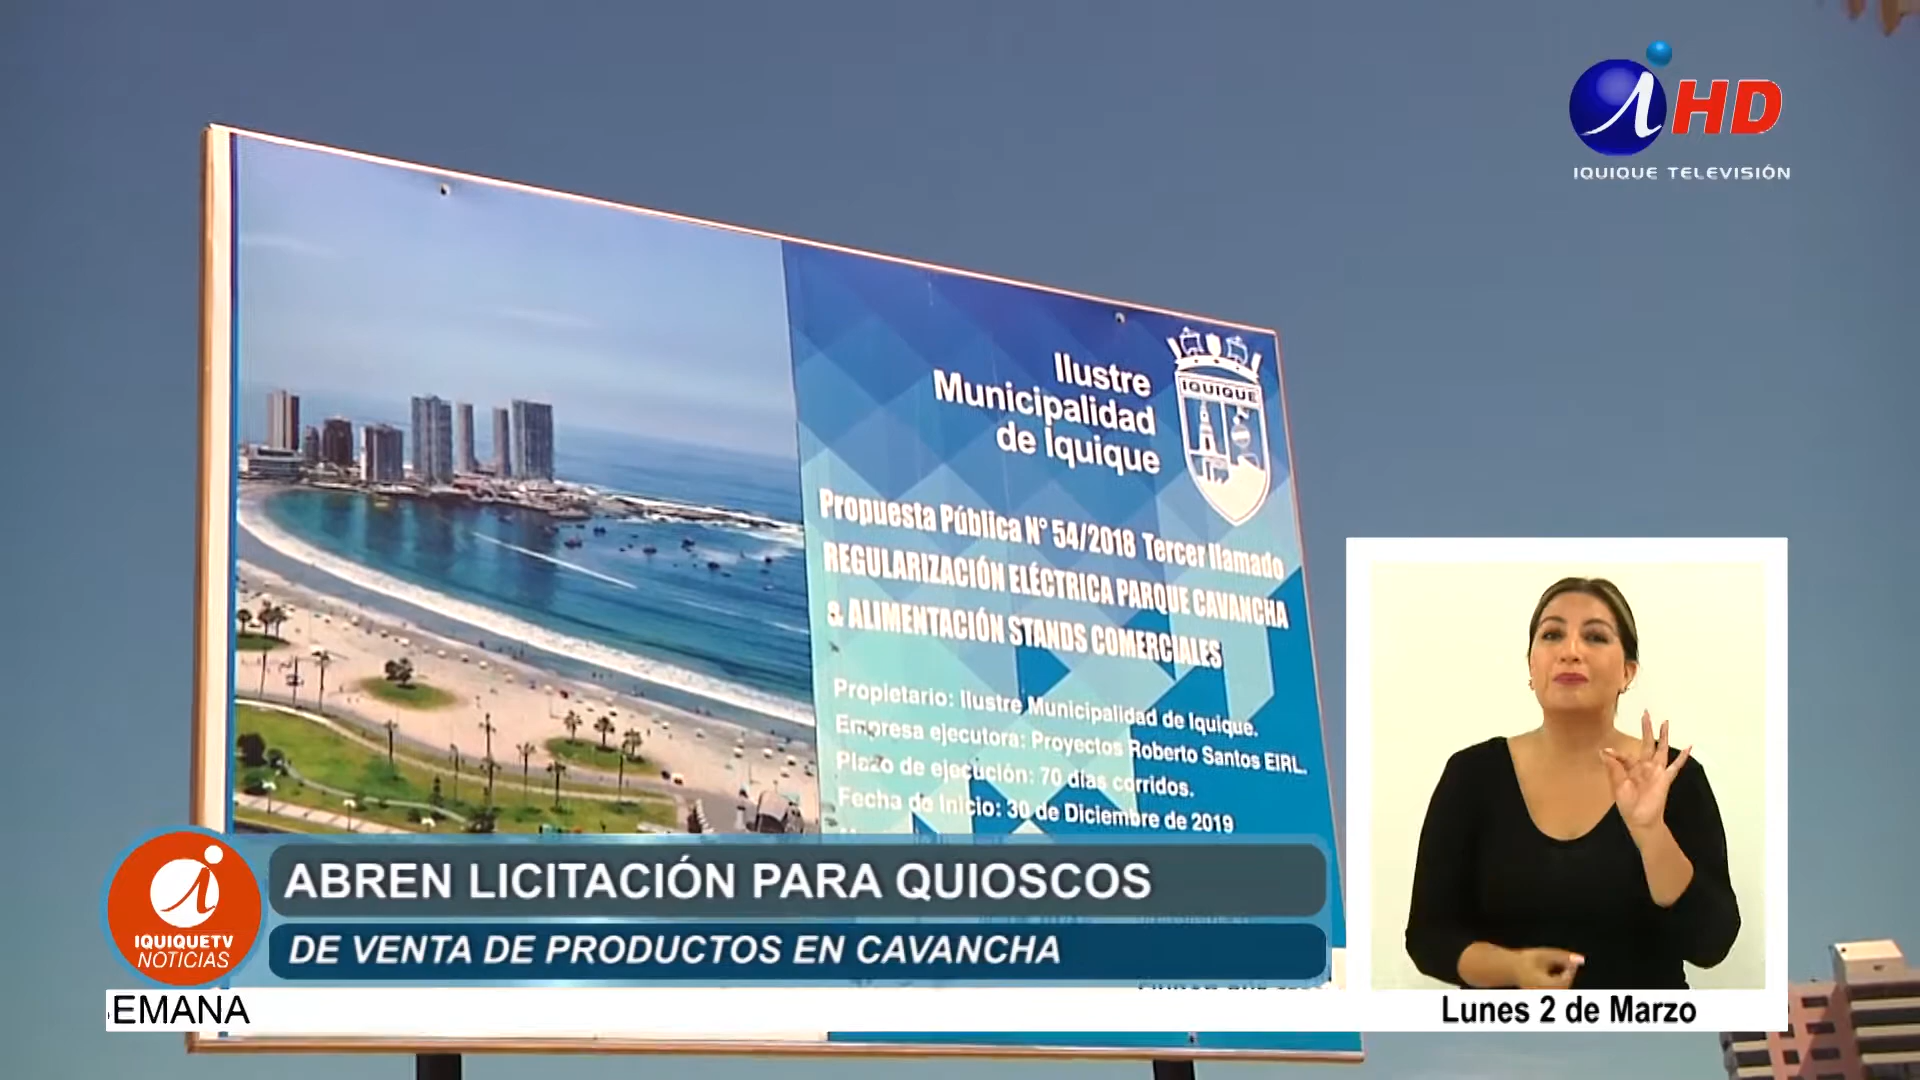 HD
IQUIQUE TELEVISIÓN
Ilustre
Municipalidad
de Iquique
IQUIQUE
Propuesta Pública N° 54/2018 Tercer llamado
REGULARIZACIÓN ELÉCTRICA PARQUE CAVANCHA
& ALIMENTACIÓN STANDS COMERCIALES
Propietario: Ilustre Municipalidad de Iquique.
Empresa ejecutora: Proyectos Roberto Santos EIRL.
Plazo de ejecución: 70 días corridos.
Fecha de Inicio: 30 de Diciembre de 2019
ABREN LICITACIÓN PARA QUIOSCOS
DE VENTA DE PRODUCTOS EN CAVANCHA
IQUIQUETV
NOTICIAS
EMANA
Lunes 2 de Marzo